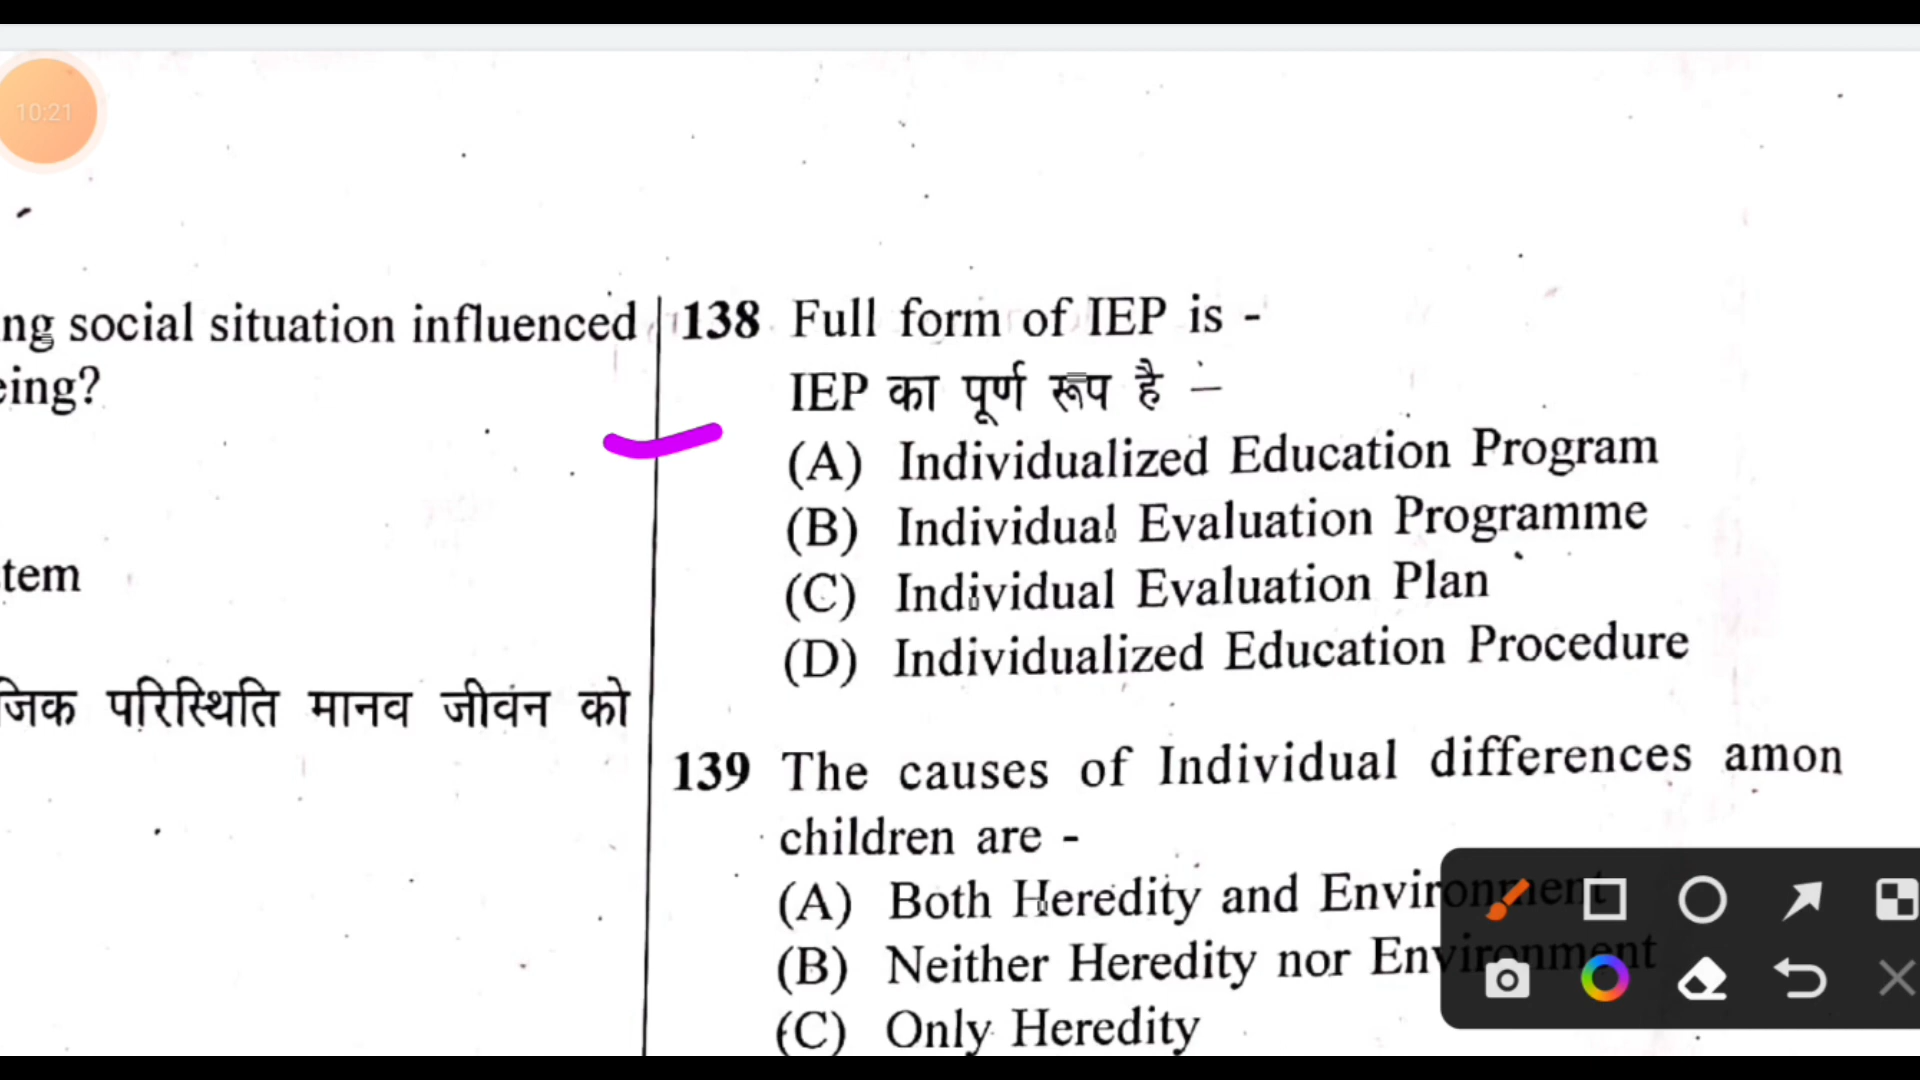 10:21
ng social situation influenced
eing?
tem
जिक परिस्थिति मानव जीवन को
138 Full form of IEP is -
IEP का पूर्ण रूप है –
(A) Individualized Education Program
(B) Individual Evaluation Programme
(C) Individual Evaluation Plan
(D) Individualized Education Procedure
139 The causes of Individual differences amon
children are -
(A) Both Heredity and Environment
(B) Neither Heredity nor Environment
(C) Only Heredity